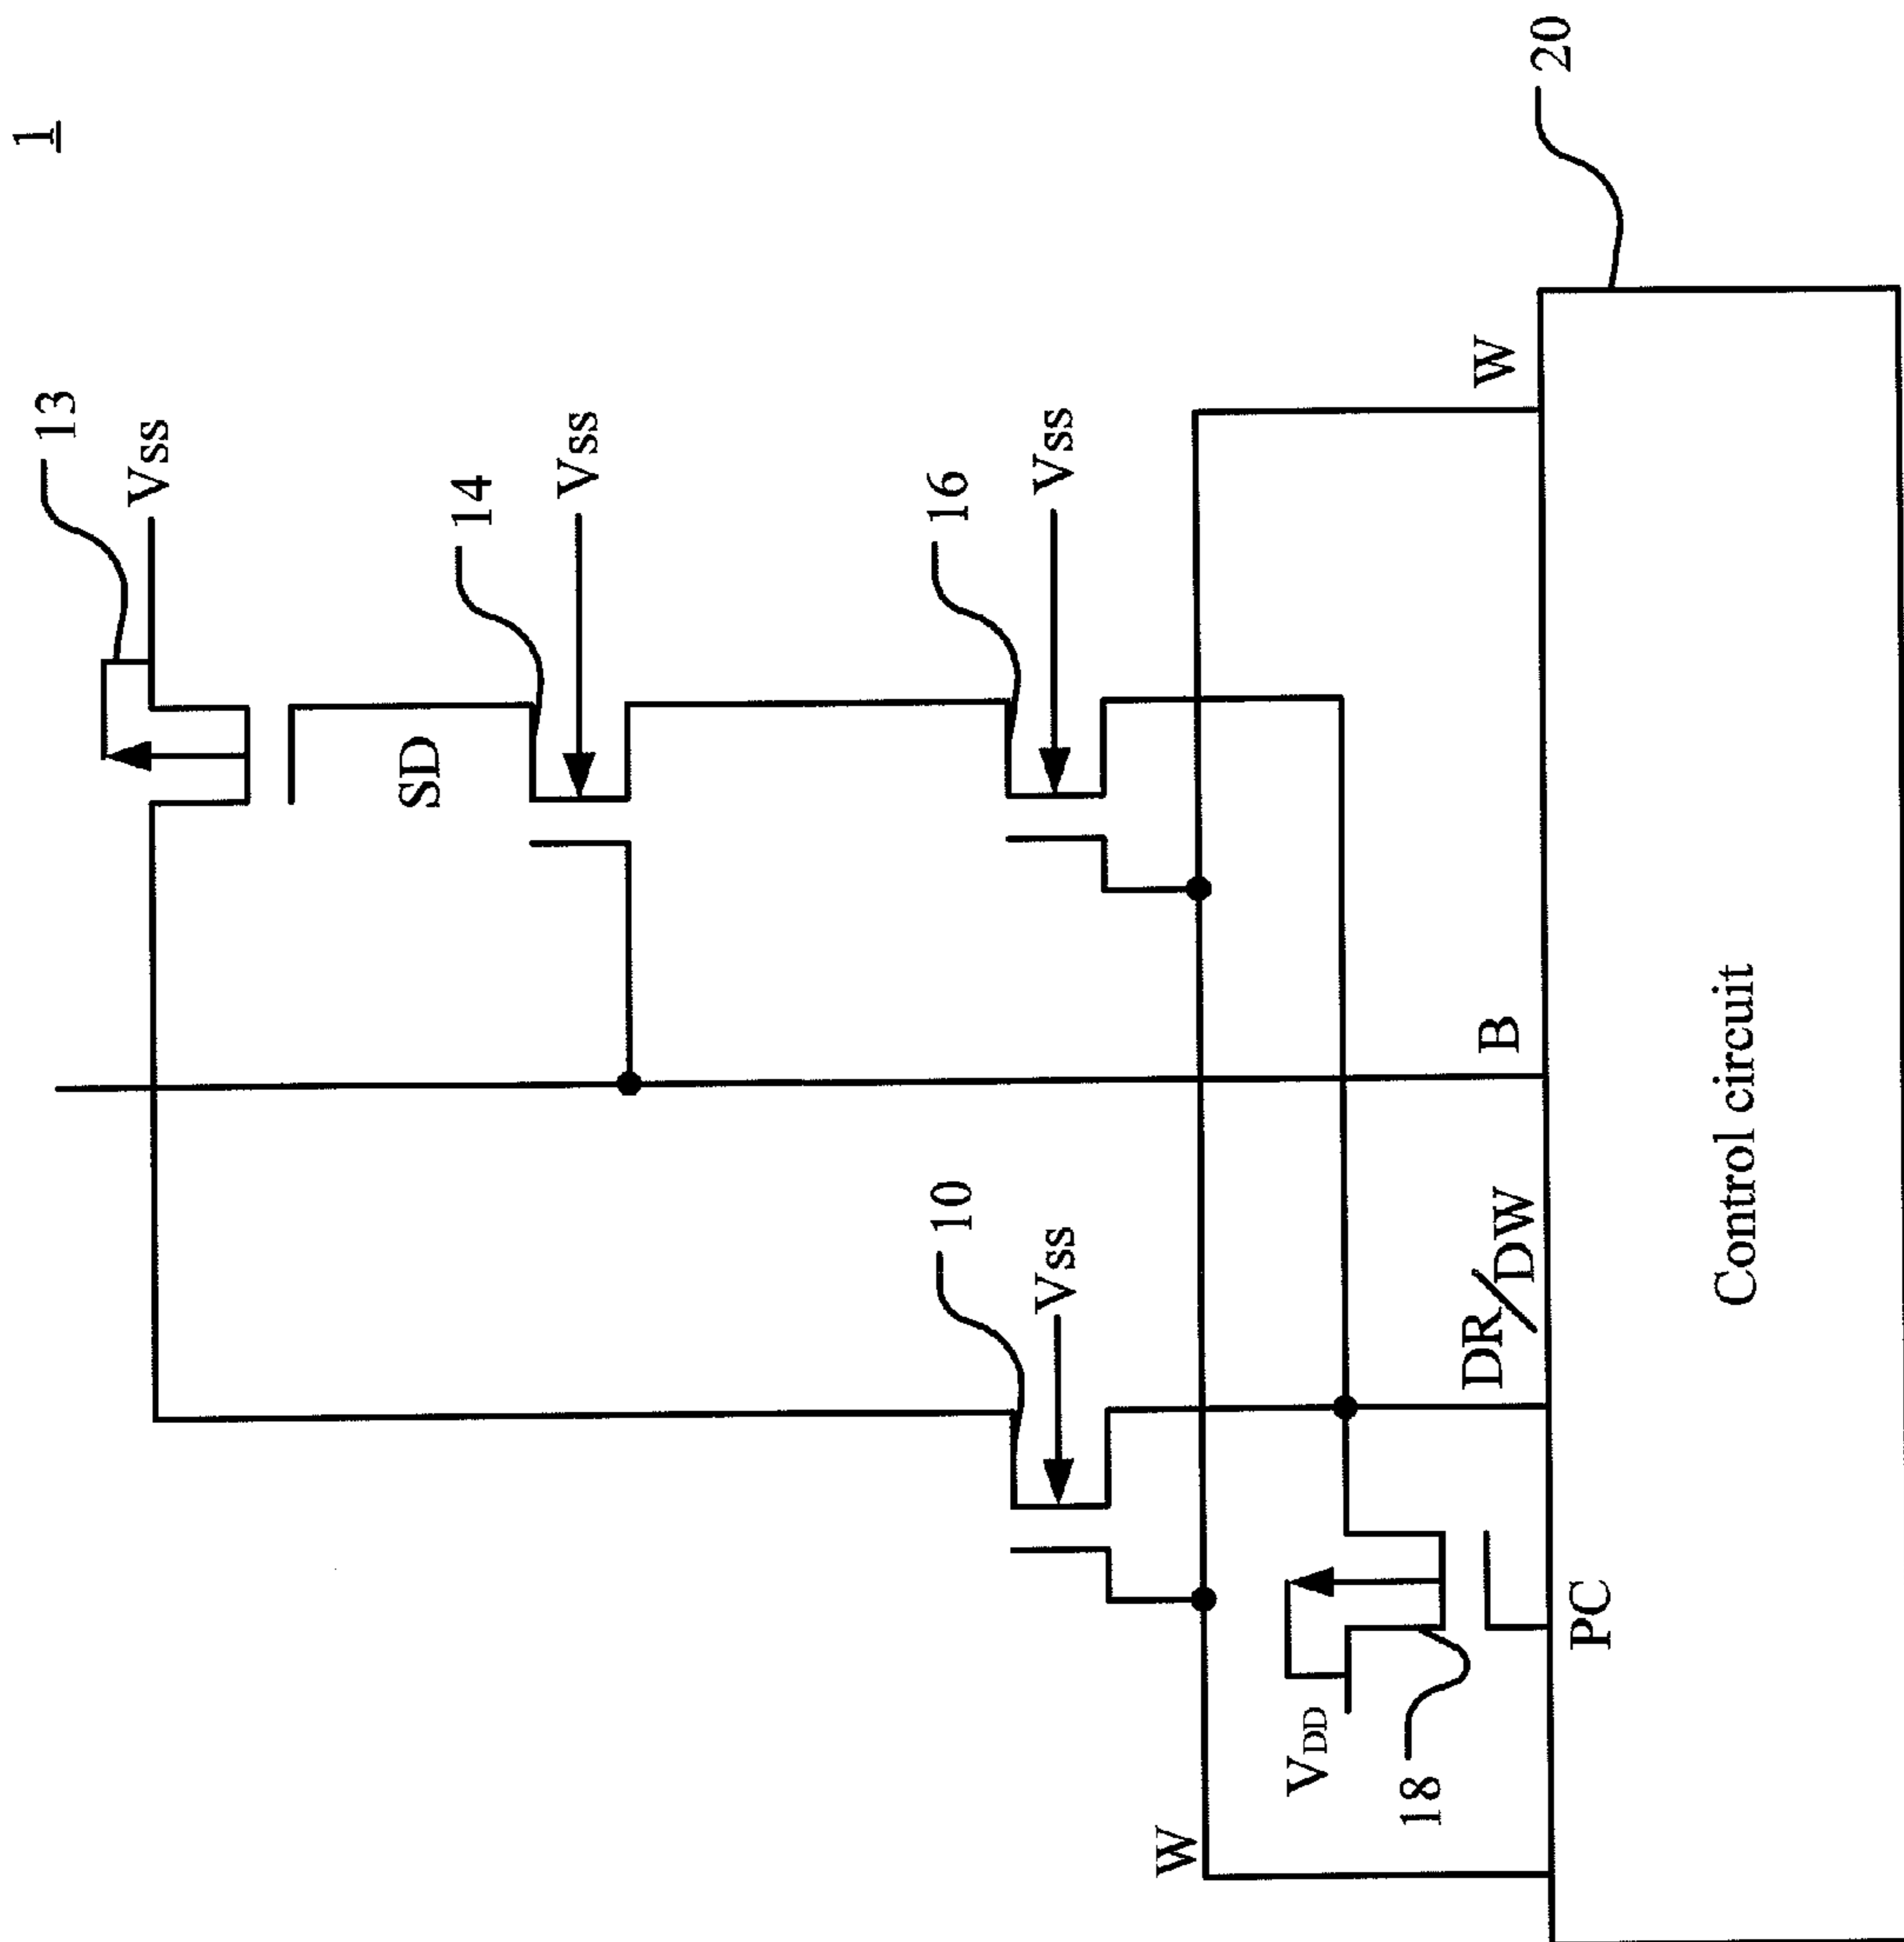 1
13
Vss
SD
14
Vss
16
Vss
10
Vss
W
W
B
DR/DW
VDD
18
PC
20
Control circuit